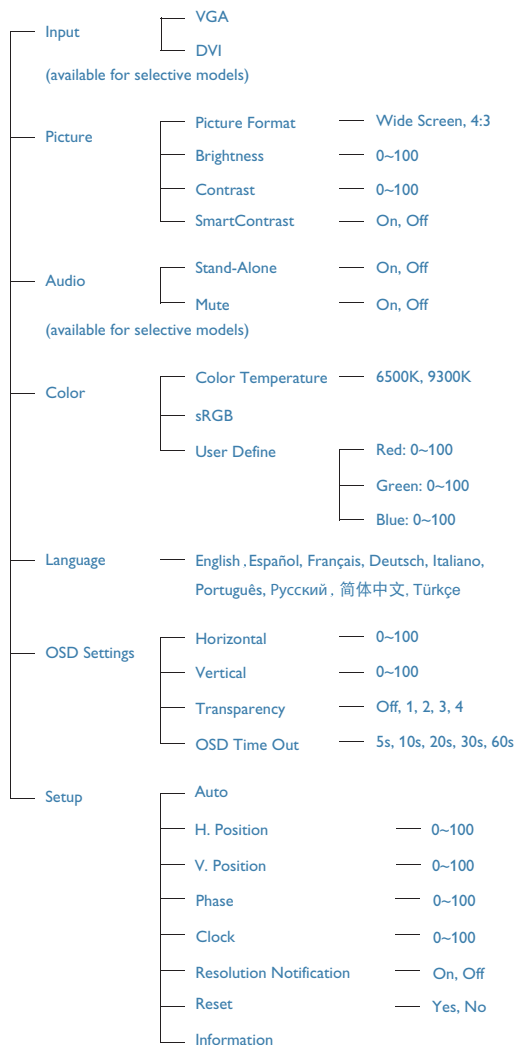 VGA
Input
DVI
(available for selective models)
Picture Format Wide Screen, 4:3
Picture
Brightness 0~100
Contrast 0~100
SmartContrast On, Off
Stand-Alone On, Off
Audio
Mute On, Off
(available for selective models)
Color Temperature 6500K, 9300K
Color
sRGB
User Define Red: 0~100
Green: 0~100
Blue: 0~100
Language English , Español, Français, Deutsch, Italiano,
Português, Русский , 简体中文, Türkçe
Horizontal 0~100
OSD Settings
Vertical 0~100
Transparency Off, 1, 2, 3, 4
OSD Time Out 5s, 10s, 20s, 30s, 60s
Setup Auto
H. Position 0~100
V. Position 0~100
Phase 0~100
Clock 0~100
Resolution Notification On, Off
Reset Yes, No
Information